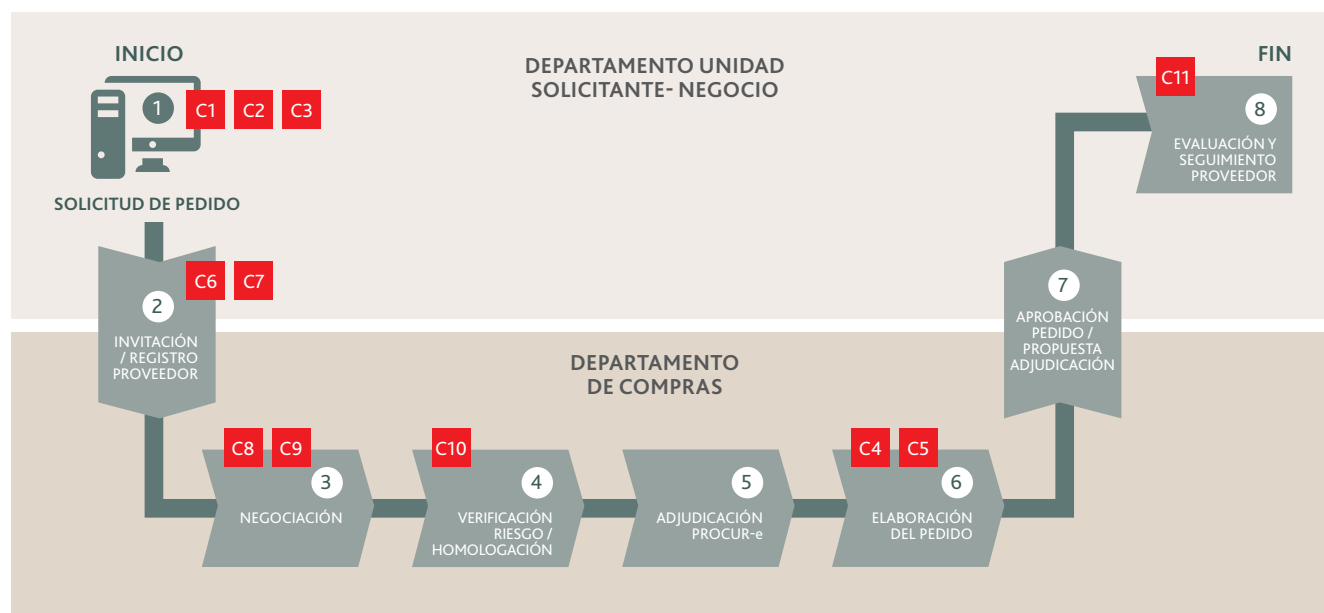 INICIO
1
C1 C2 C3
SOLICITUD DE PEDIDO
DEPARTAMENTO UNIDAD
SOLICITANTE- NEGOCIO
FIN
C11
8
EVALUACIÓN Y
SEGUIMIENTO
PROVEEDOR
C6 C7
2
INVITACIÓN
/ REGISTRO
PROVEEDOR
7
APROBACIÓN
PEDIDO /
PROPUESTA
ADJUDICACIÓN
DEPARTAMENTO
DE COMPRAS
C8 C9
3
NEGOCIACIÓN
C10
4
VERIFICACIÓN
RIESGO /
HOMOLOGACIÓN
5
ADJUDICACIÓN
PROCUR-e
C4 C5
6
ELABORACIÓN
DEL PEDIDO